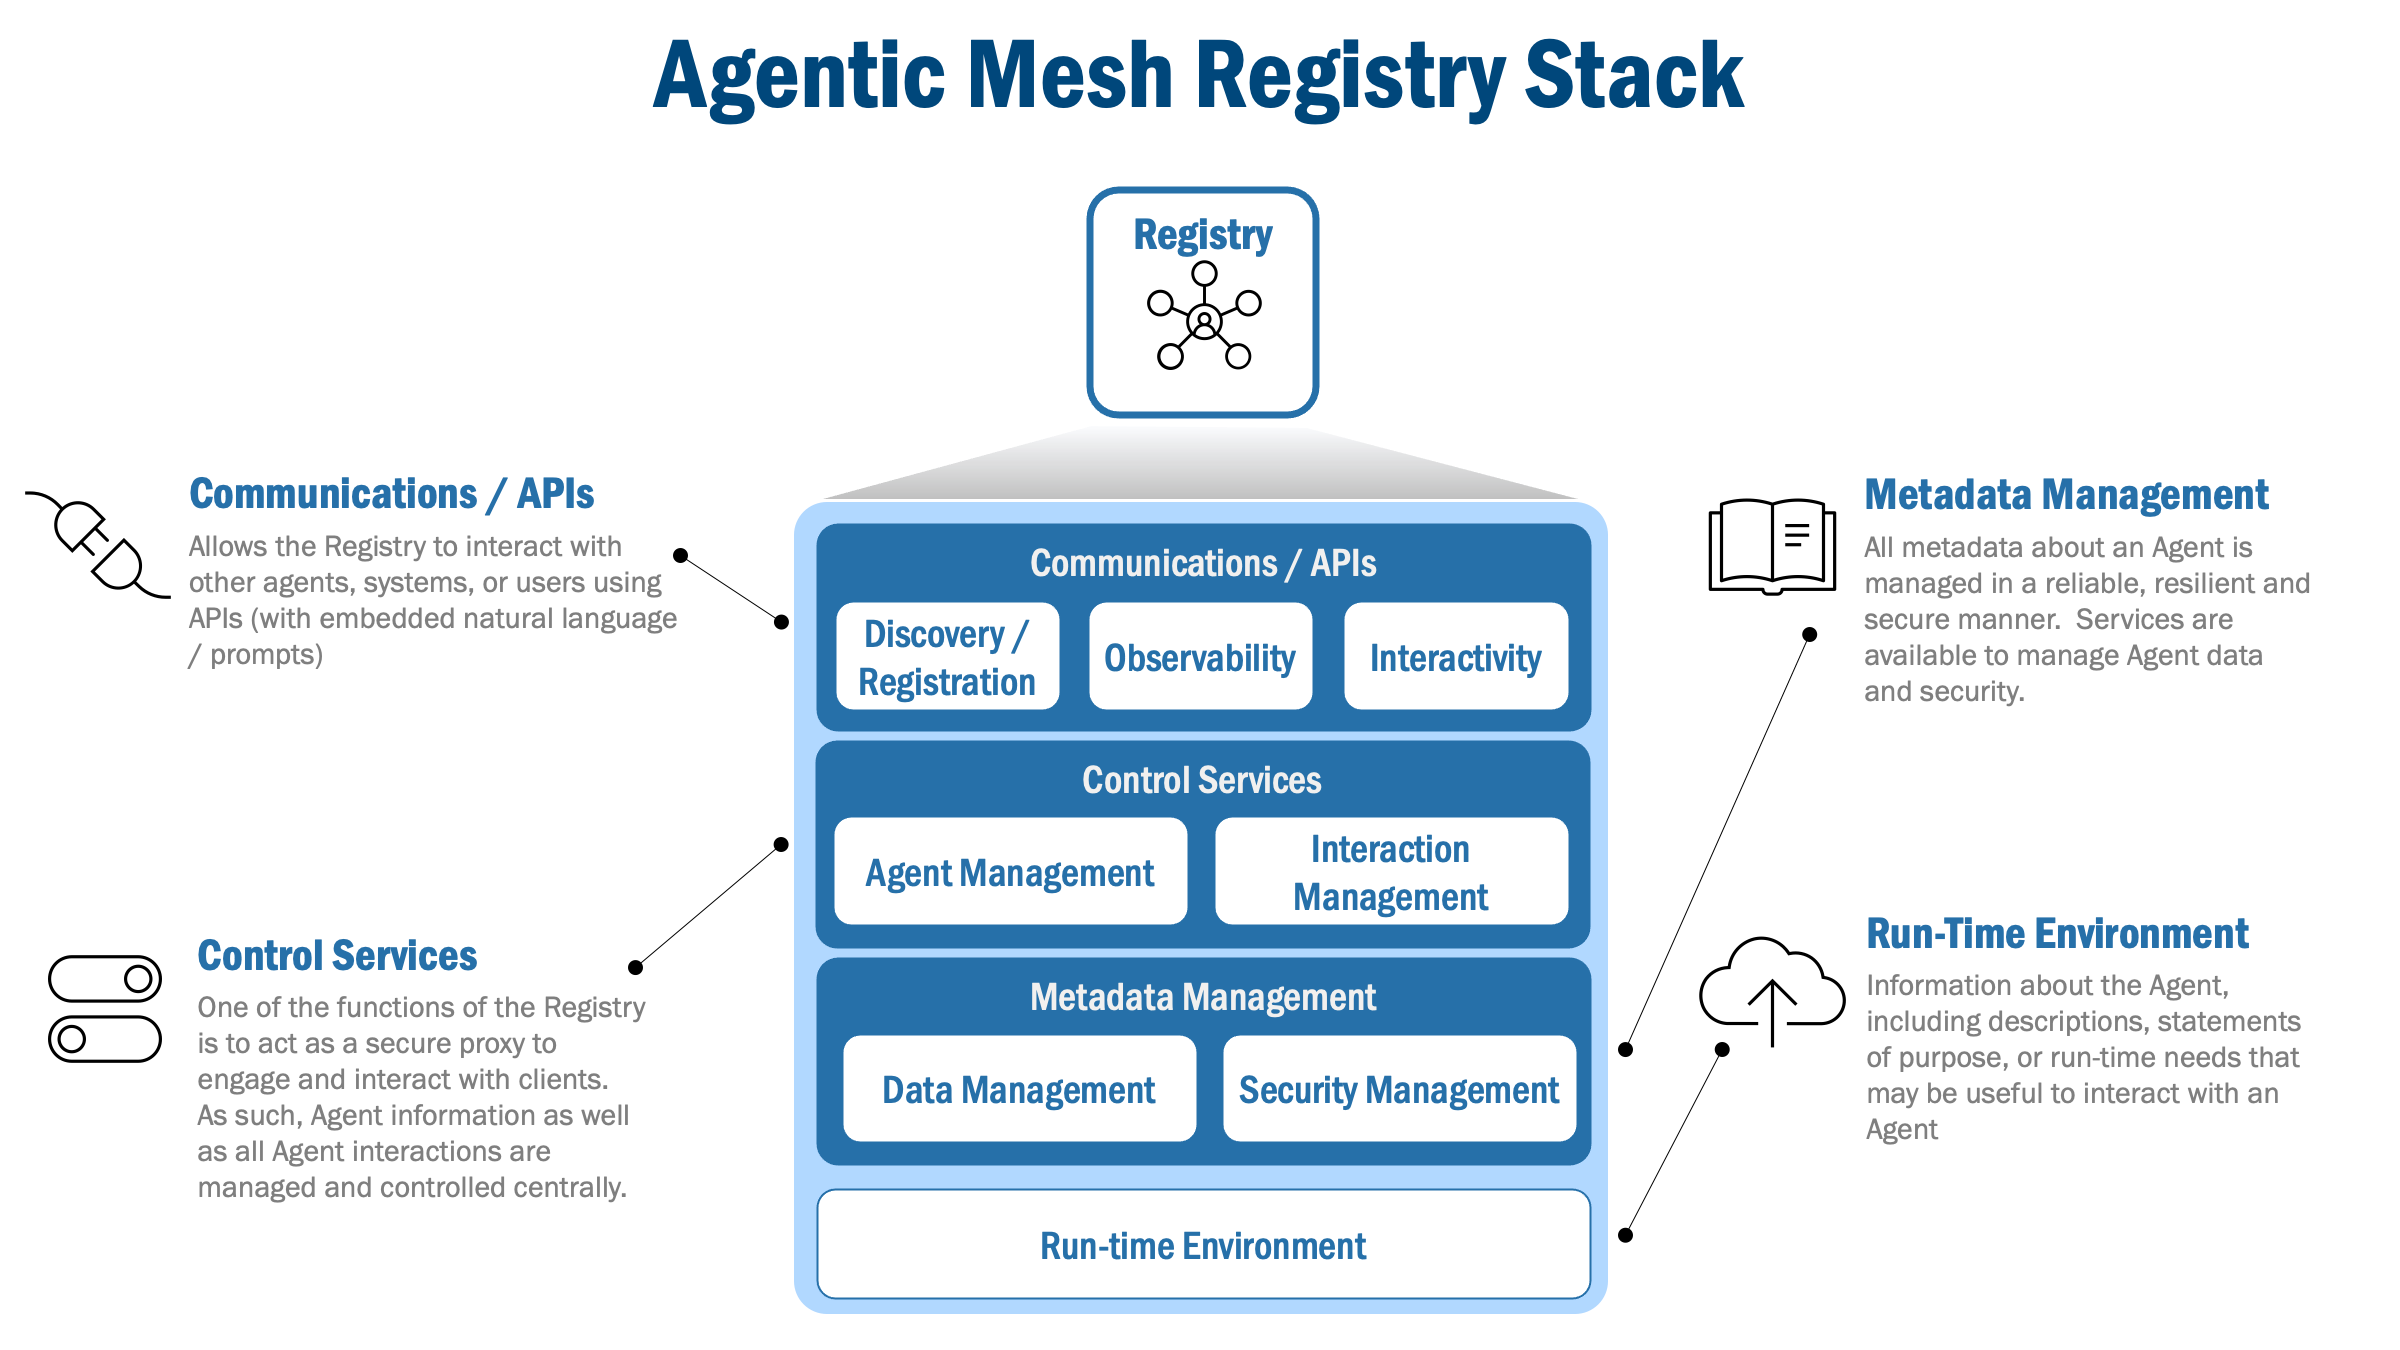 Agentic Mesh Registry Stack
Registry
Communications / APIs
Allows the Registry to interact with
other agents, systems, or users using
APIs (with embedded natural language
/ prompts)
Control Services
One of the functions of the Registry
is to act as a secure proxy to
engage and interact with clients.
As such, Agent information as well
as all Agent interactions are
managed and controlled centrally.
Communications / APIs
Discovery /
Registration
Observability
Interactivity
Control Services
Agent Management
Interaction
Management
Metadata Management
Data Management
Security Management
Run-time Environment
Metadata Management
All metadata about an Agent is
managed in a reliable, resilient and
secure manner.  Services are
available to manage Agent data
and security.
Run-Time Environment
Information about the Agent,
including descriptions, statements
of purpose, or run-time needs that
may be useful to interact with an
Agent